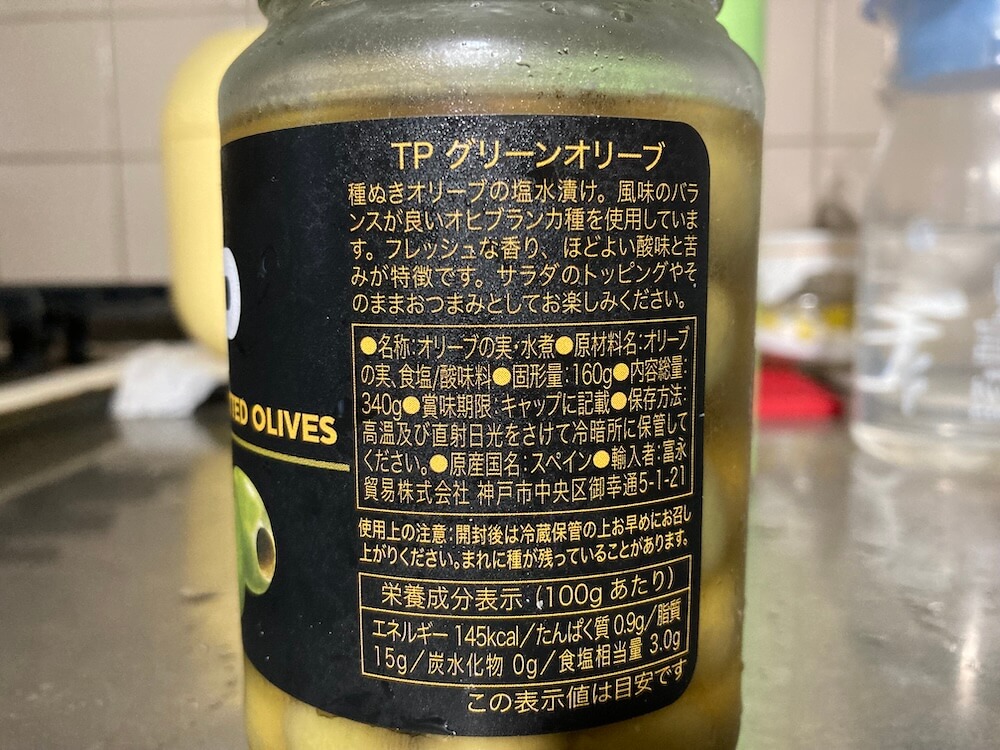 TP グリーンオリーブ
種ぬきオリーブの塩水漬け。風味のバラ
ンスが良いオヒブランカ種を使用していま
す。フレッシュな香り、ほどよい酸味と苦
みが特徴です。サラダのトッピングやそ
のままおつまみとしてお楽しみください。
●名称:オリーブの実・水煮●原材料名:オリーブ
の実、食塩/酸味料●固形量:160g●内容総量:
340g●賞味期限:キャップに記載●保存方法:
高温及び直射日光をさけて冷暗所に保管して
ください。●原産国名:スペイン●輸入者:富永
貿易株式会社 神戸市中央区御幸通5-1-21
使用上の注意:開封後は冷蔵保管の上お早めにお召し
上がりください。まれに種が残っていることがあります。
栄養成分表示(100gあたり)
エネルギー 145kcal/たんぱく質 0.9g/脂質
15g/炭水化物 0g/食塩相当量 3.0g
この表示値は目安です
OLIVES